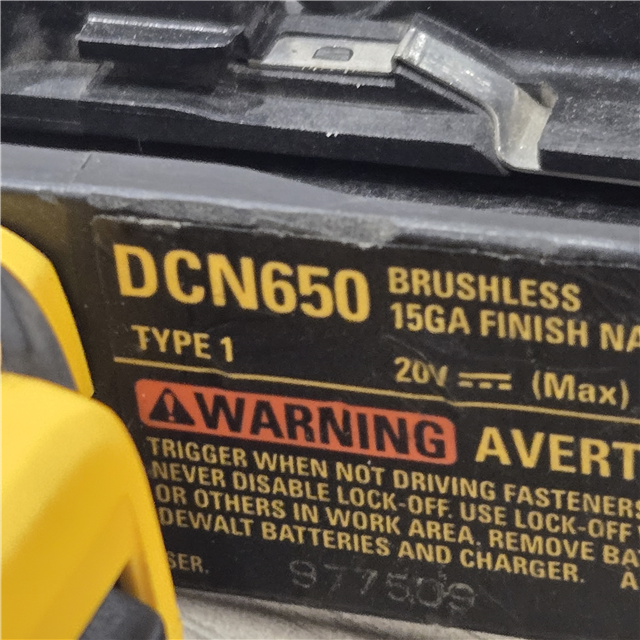 DCN650 BRUSHLESS
15GA FINISH NA
TYPE 1
20V (Max)
WARNING AVERT
TRIGGER WHEN NOT DRIVING FASTENERS
NEVER DISABLE LOCK-OFF. USE LOCK-OFF
OR OTHERS IN WORK AREA. REMOVE BA
DEWALT BATTERIES AND CHARGER. A
SER. 977509